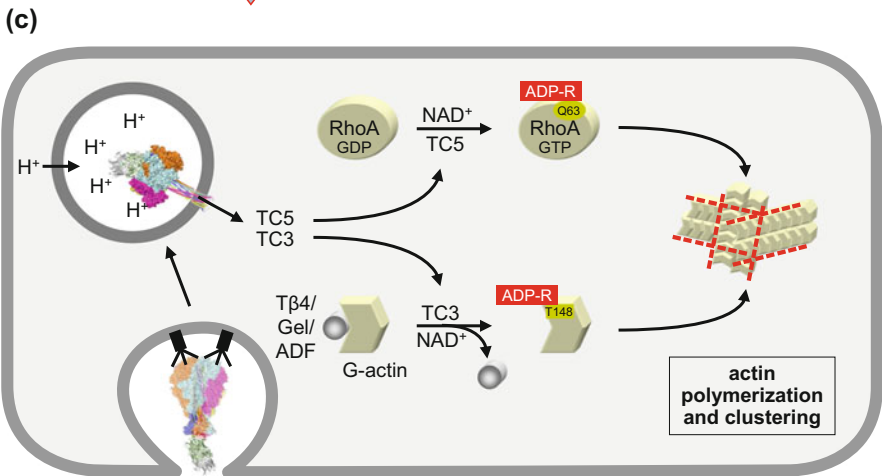 (c)
H⁺
H⁺
H⁺
H⁺
H⁺
TC5
TC3
RhoA
GDP
NAD⁺
TC5
ADP-R
Q63
RhoA
GTP
Tβ4/
Gel/
ADF
G-actin
TC3
NAD⁺
ADP-R
T148
actin
polymerization
and clustering